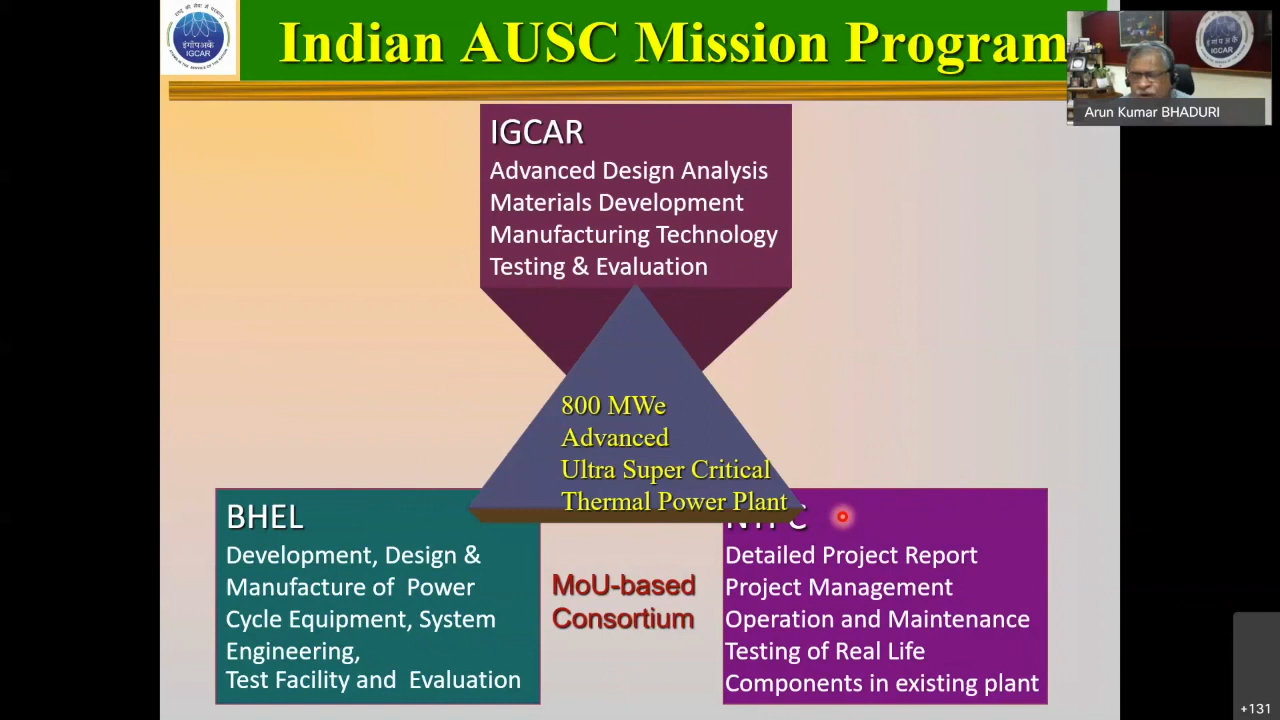 Indian AUSC Mission Program
इंगांपअके
IGCAR
Arun Kumar BHADURI
IGCAR
Advanced Design Analysis
Materials Development
Manufacturing Technology
Testing & Evaluation
800 MWe
Advanced
Ultra Super Critical
Thermal Power Plant
BHEL
Development, Design &
Manufacture of Power
Cycle Equipment, System
Engineering,
Test Facility and Evaluation
MoU-based
Consortium
NTPC
Detailed Project Report
Project Management
Operation and Maintenance
Testing of Real Life
Components in existing plant
+131